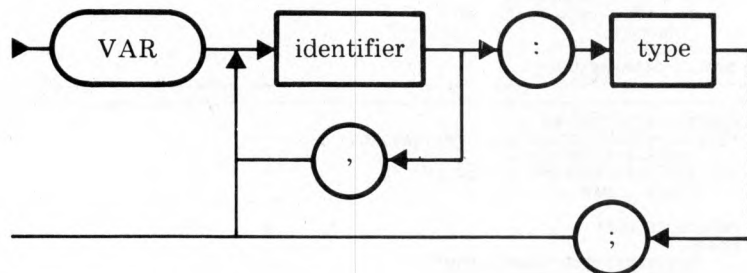 VAR identifier : type
,
;